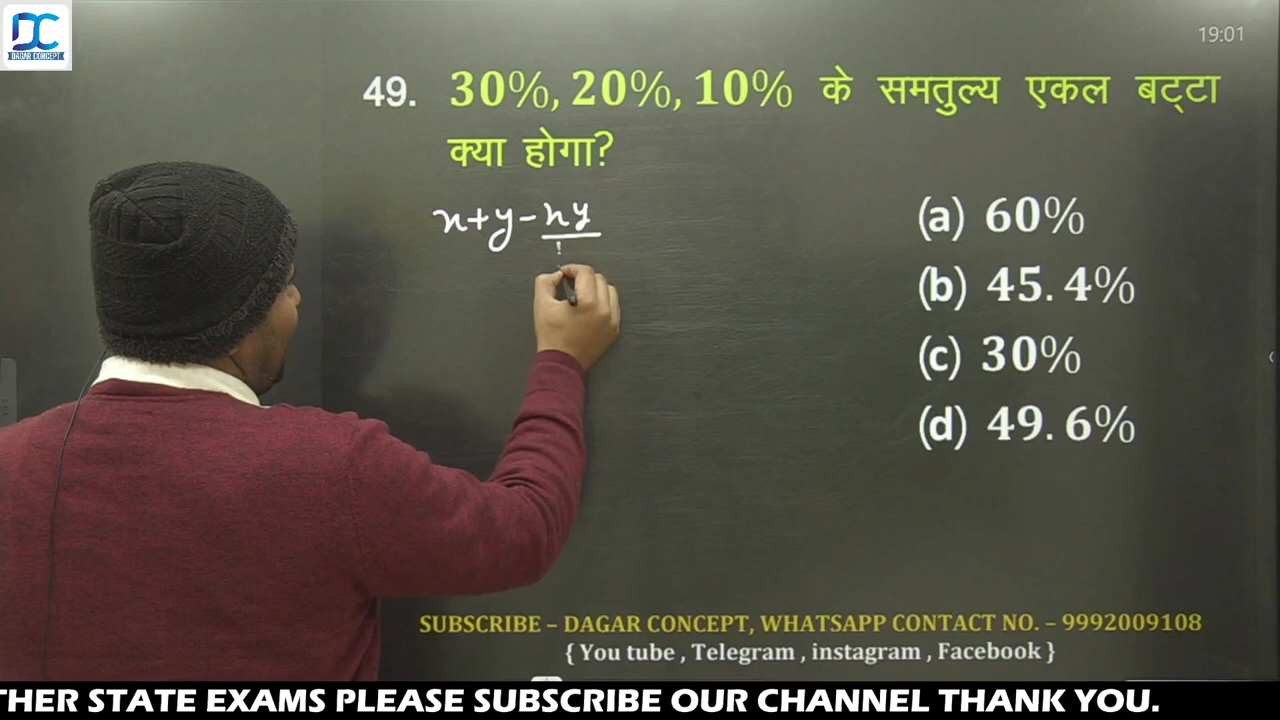 DC
DAGAR CONCEPT
19:01
49. 30%, 20%, 10% के समतुल्य एकल बट्टा
क्या होगा?
x+y-xy
(a) 60%
(b) 45.4%
(c) 30%
(d) 49.6%
SUBSCRIBE – DAGAR CONCEPT, WHATSAPP CONTACT NO. – 9992009108
{ You tube , Telegram , instagram , Facebook }
THER STATE EXAMS PLEASE SUBSCRIBE OUR CHANNEL THANK YOU.